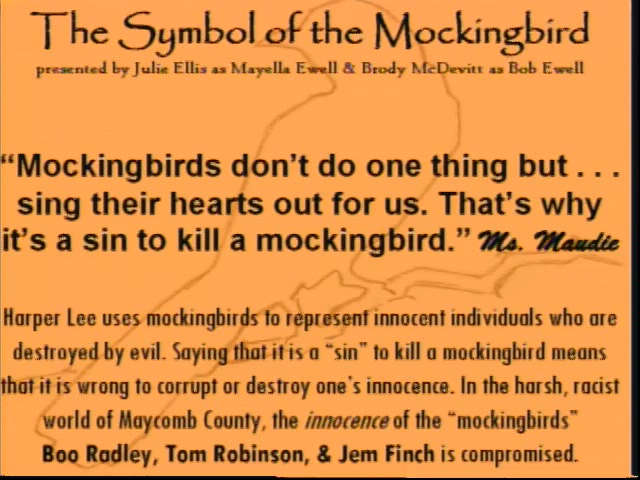 The Symbol of the Mockingbird
presented by Julie Ellis as Mayella Ewell & Brody McDevitt as Bob Ewell
“Mockingbirds don’t do one thing but . . .
sing their hearts out for us. That’s why
it’s a sin to kill a mockingbird.” Ms. Maudie
Harper Lee uses mockingbirds to represent innocent individuals who are
destroyed by evil. Saying that it is a “sin” to kill a mockingbird means
that it is wrong to corrupt or destroy one’s innocence. In the harsh, racist
world of Maycomb County, the innocence of the “mockingbirds”
Boo Radley, Tom Robinson, & Jem Finch is compromised.